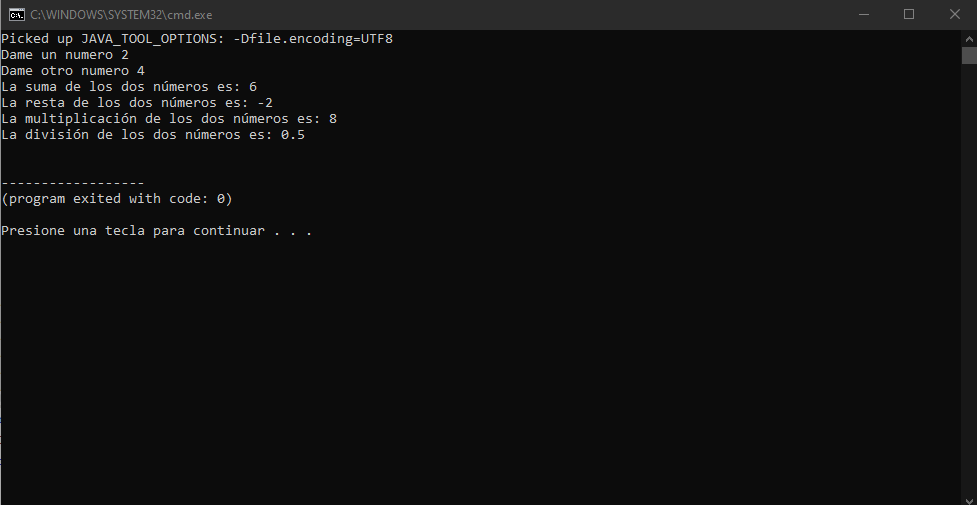 C:\WINDOWS\SYSTEM32\cmd.exe
Picked up JAVA_TOOL_OPTIONS: -Dfile.encoding=UTF8
Dame un numero 2
Dame otro numero 4
La suma de los dos números es: 6
La resta de los dos números es: -2
La multiplicación de los dos números es: 8
La división de los dos números es: 0.5
------------------
(program exited with code: 0)
Presione una tecla para continuar . . .